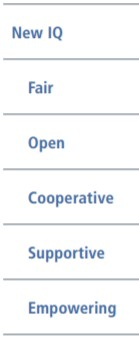 New IQ
Fair
Open
Cooperative
Supportive
Empowering